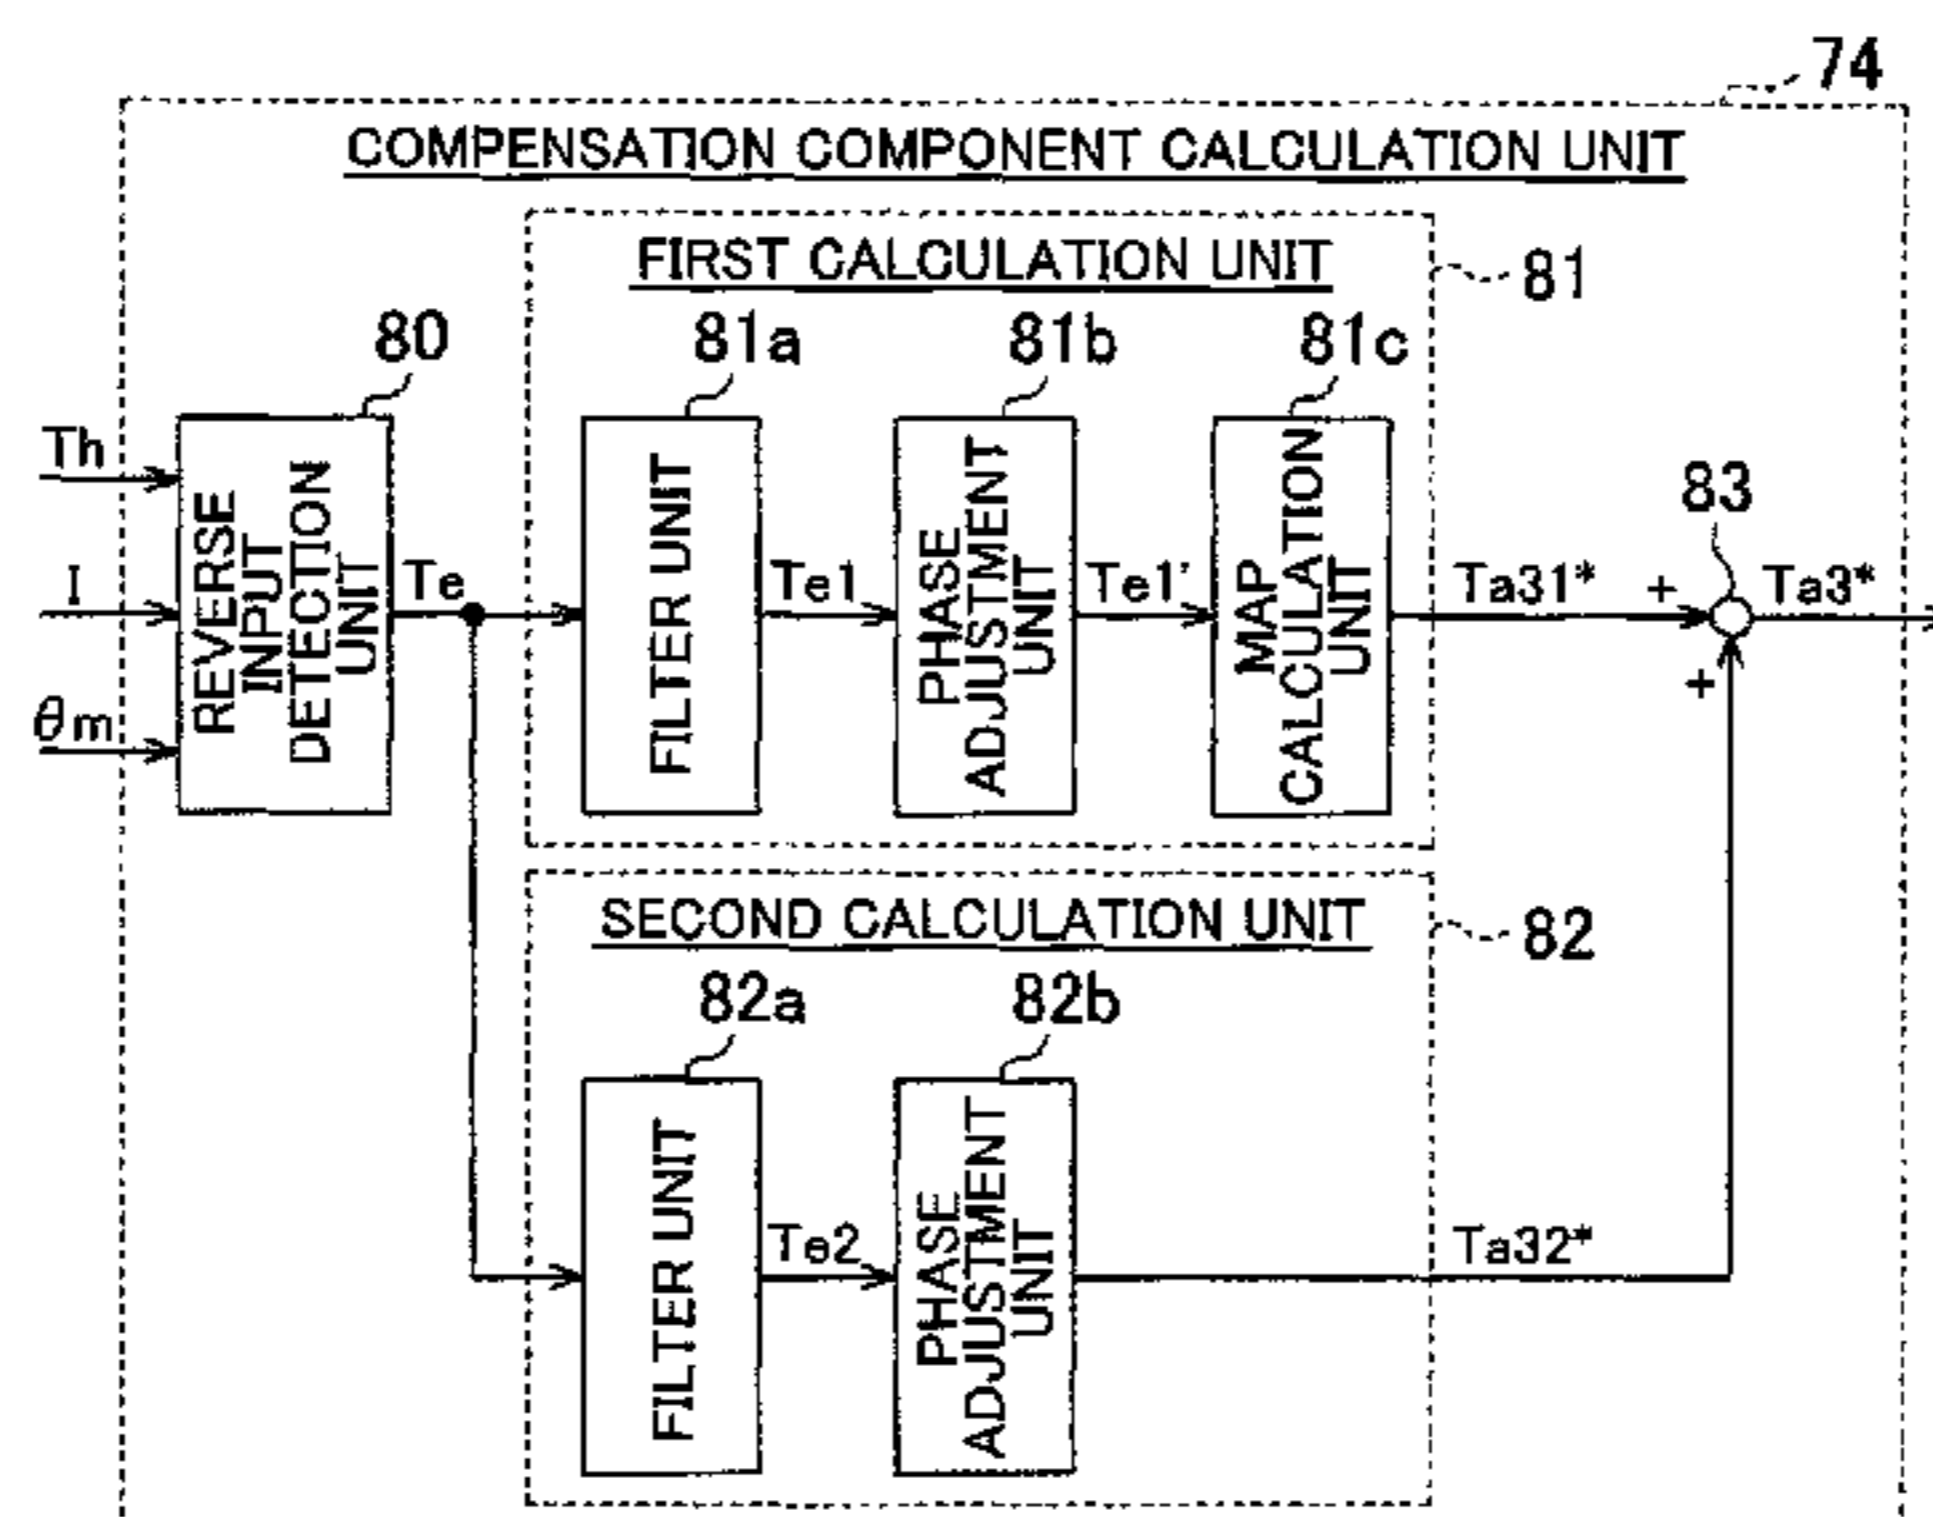 74
COMPENSATION COMPONENT CALCULATION UNIT
FIRST CALCULATION UNIT
81
80
81a
81b
81c
Th
I
θm
REVERSE
INPUT
DETECTION
UNIT
Te
FILTER UNIT
Te1
PHASE
ADJUSTMENT
UNIT
Te1'
MAP
CALCULATION
UNIT
Ta31*
+
83
Ta3*
+
SECOND CALCULATION UNIT
82
82a
82b
FILTER UNIT
Te2
PHASE
ADJUSTMENT
UNIT
Ta32*